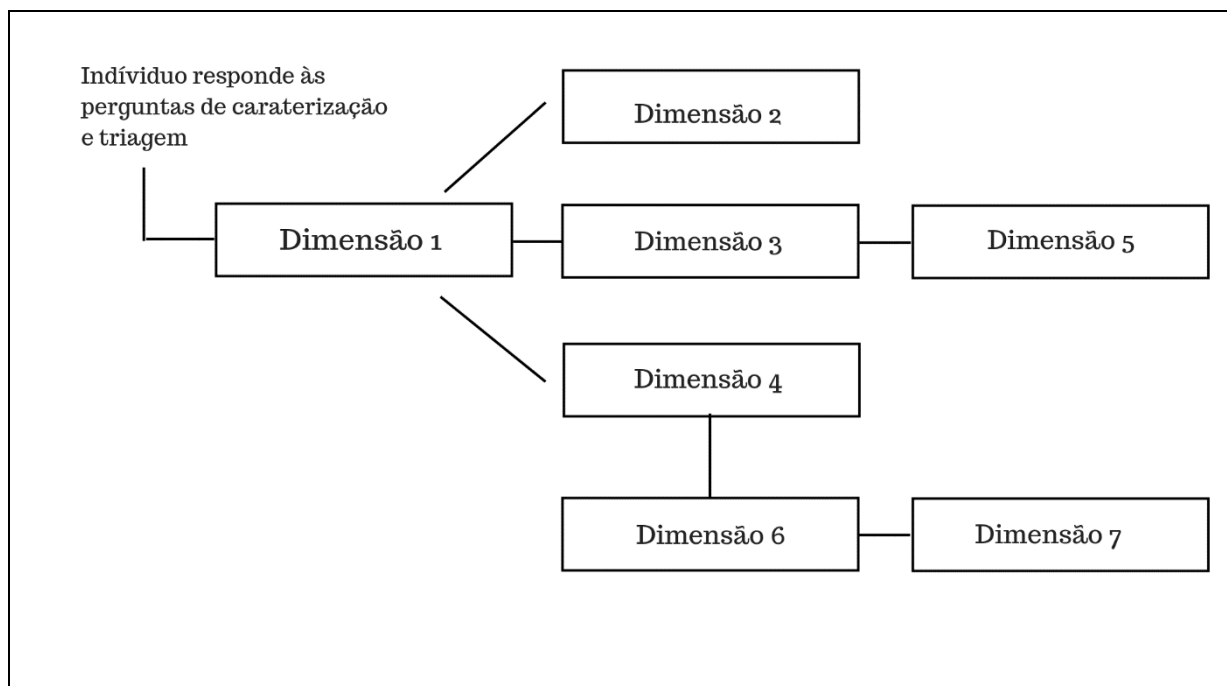 Indíviduo responde às
perguntas de caraterização
e triagem
Dimensão 1
Dimensão 2
Dimensão 3
Dimensão 5
Dimensão 4
Dimensão 6
Dimensão 7